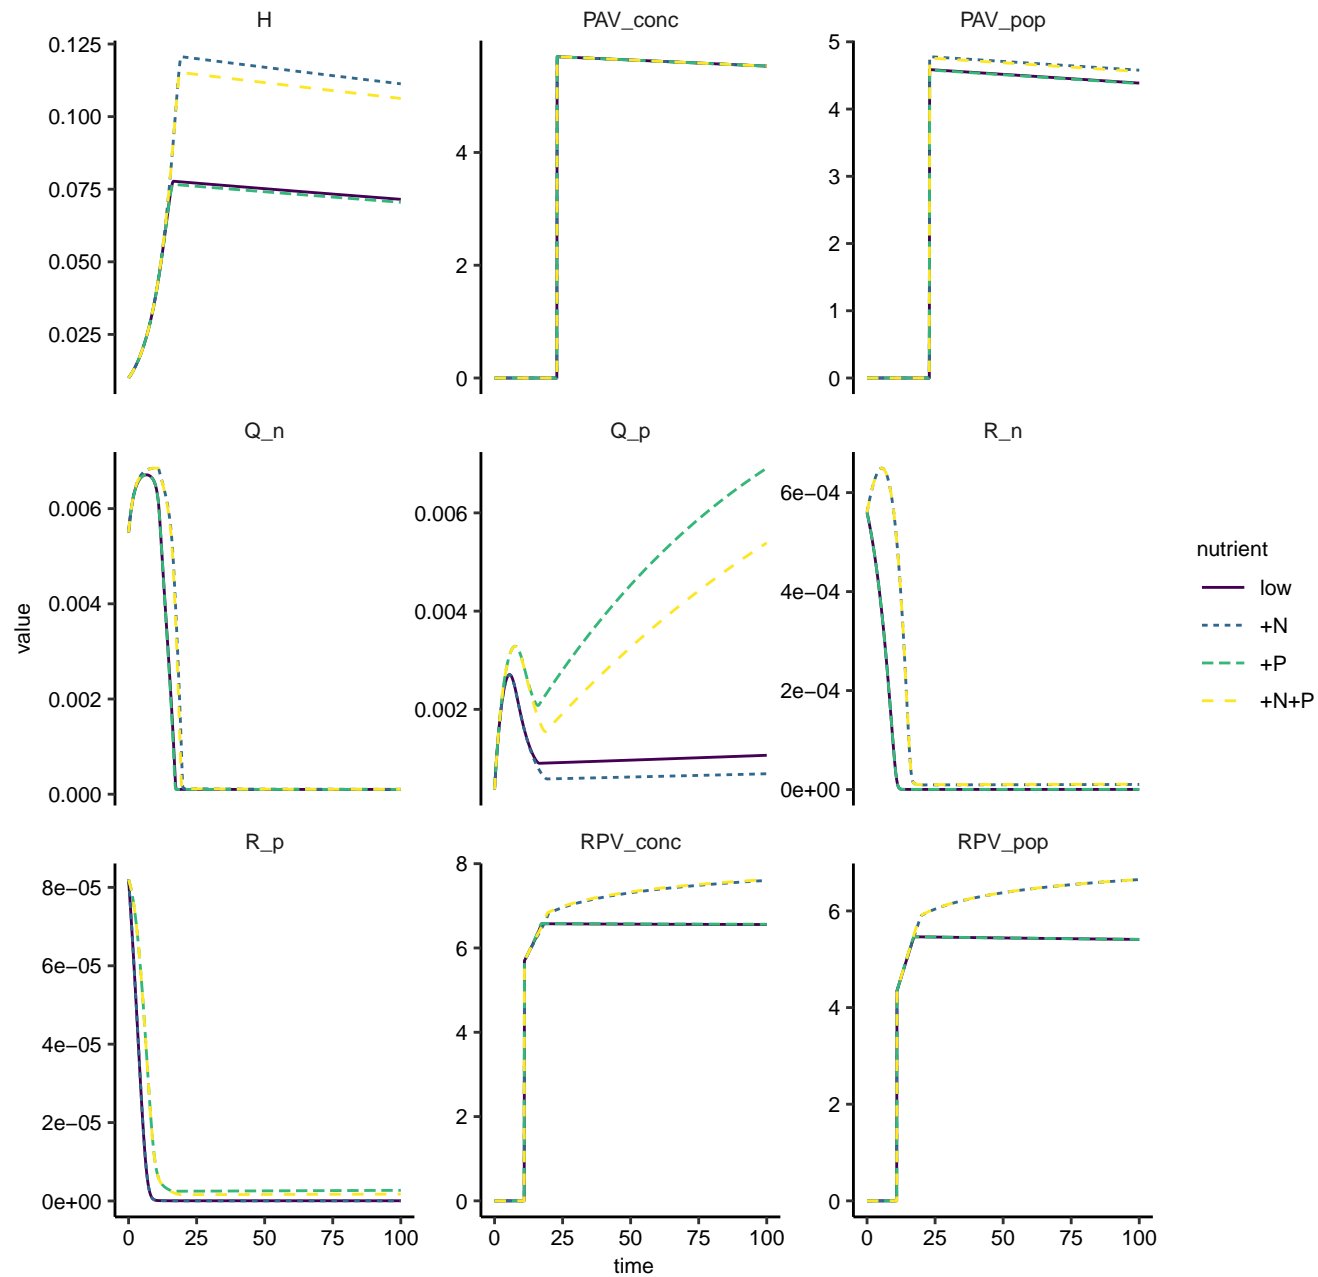 H
PAV_conc
PAV_pop
0.125
0.100
0.075
0.050
0.025
4
2
0
5
4
3
2
1
0
Q_n
Q_p
R_n
0.006
0.004
0.002
0.000
0.006
0.004
0.002
6e−04
4e−04
2e−04
0e+00
value
nutrient
low
+N
+P
+N+P
R_p
RPV_conc
RPV_pop
8e−05
6e−05
4e−05
2e−05
0e+00
8
6
4
2
0
6
4
2
0
0 25 50 75 100
0 25 50 75 100
0 25 50 75 100
time